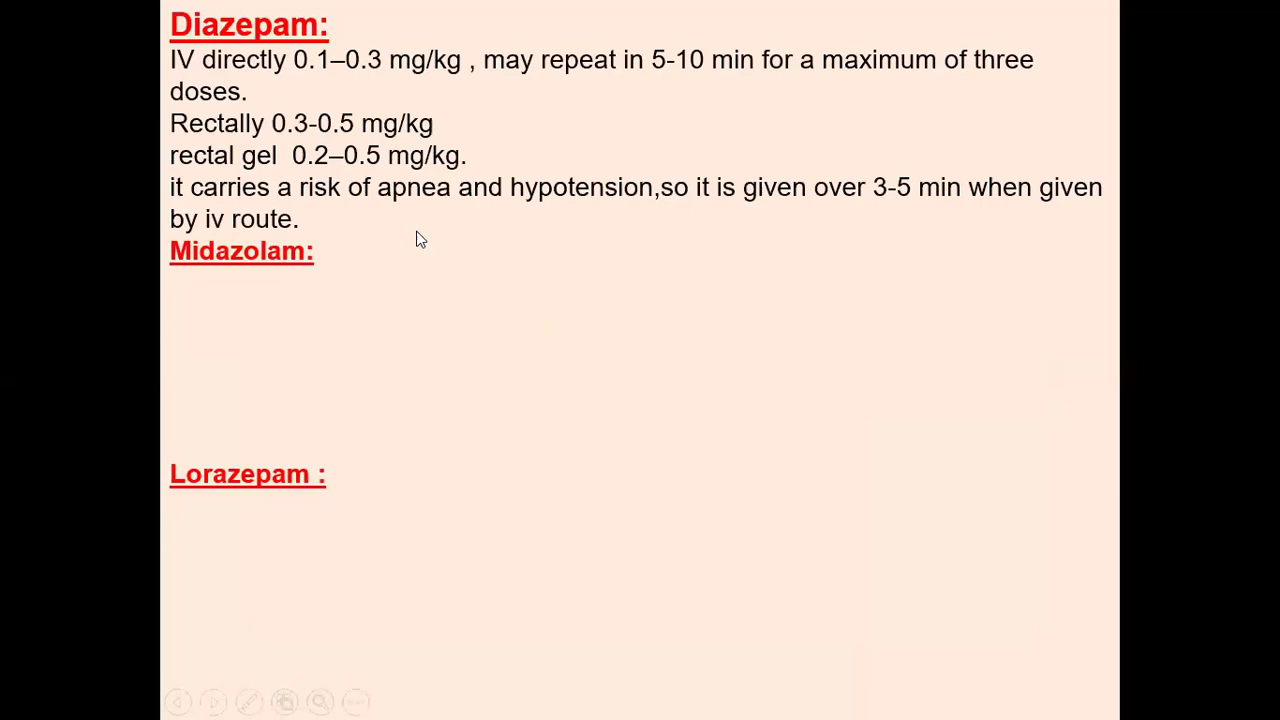 Diazepam:
IV directly 0.1–0.3 mg/kg , may repeat in 5-10 min for a maximum of three
doses.
Rectally 0.3-0.5 mg/kg
rectal gel  0.2–0.5 mg/kg.
it carries a risk of apnea and hypotension,so it is given over 3-5 min when given
by iv route.
Midazolam:
Lorazepam :